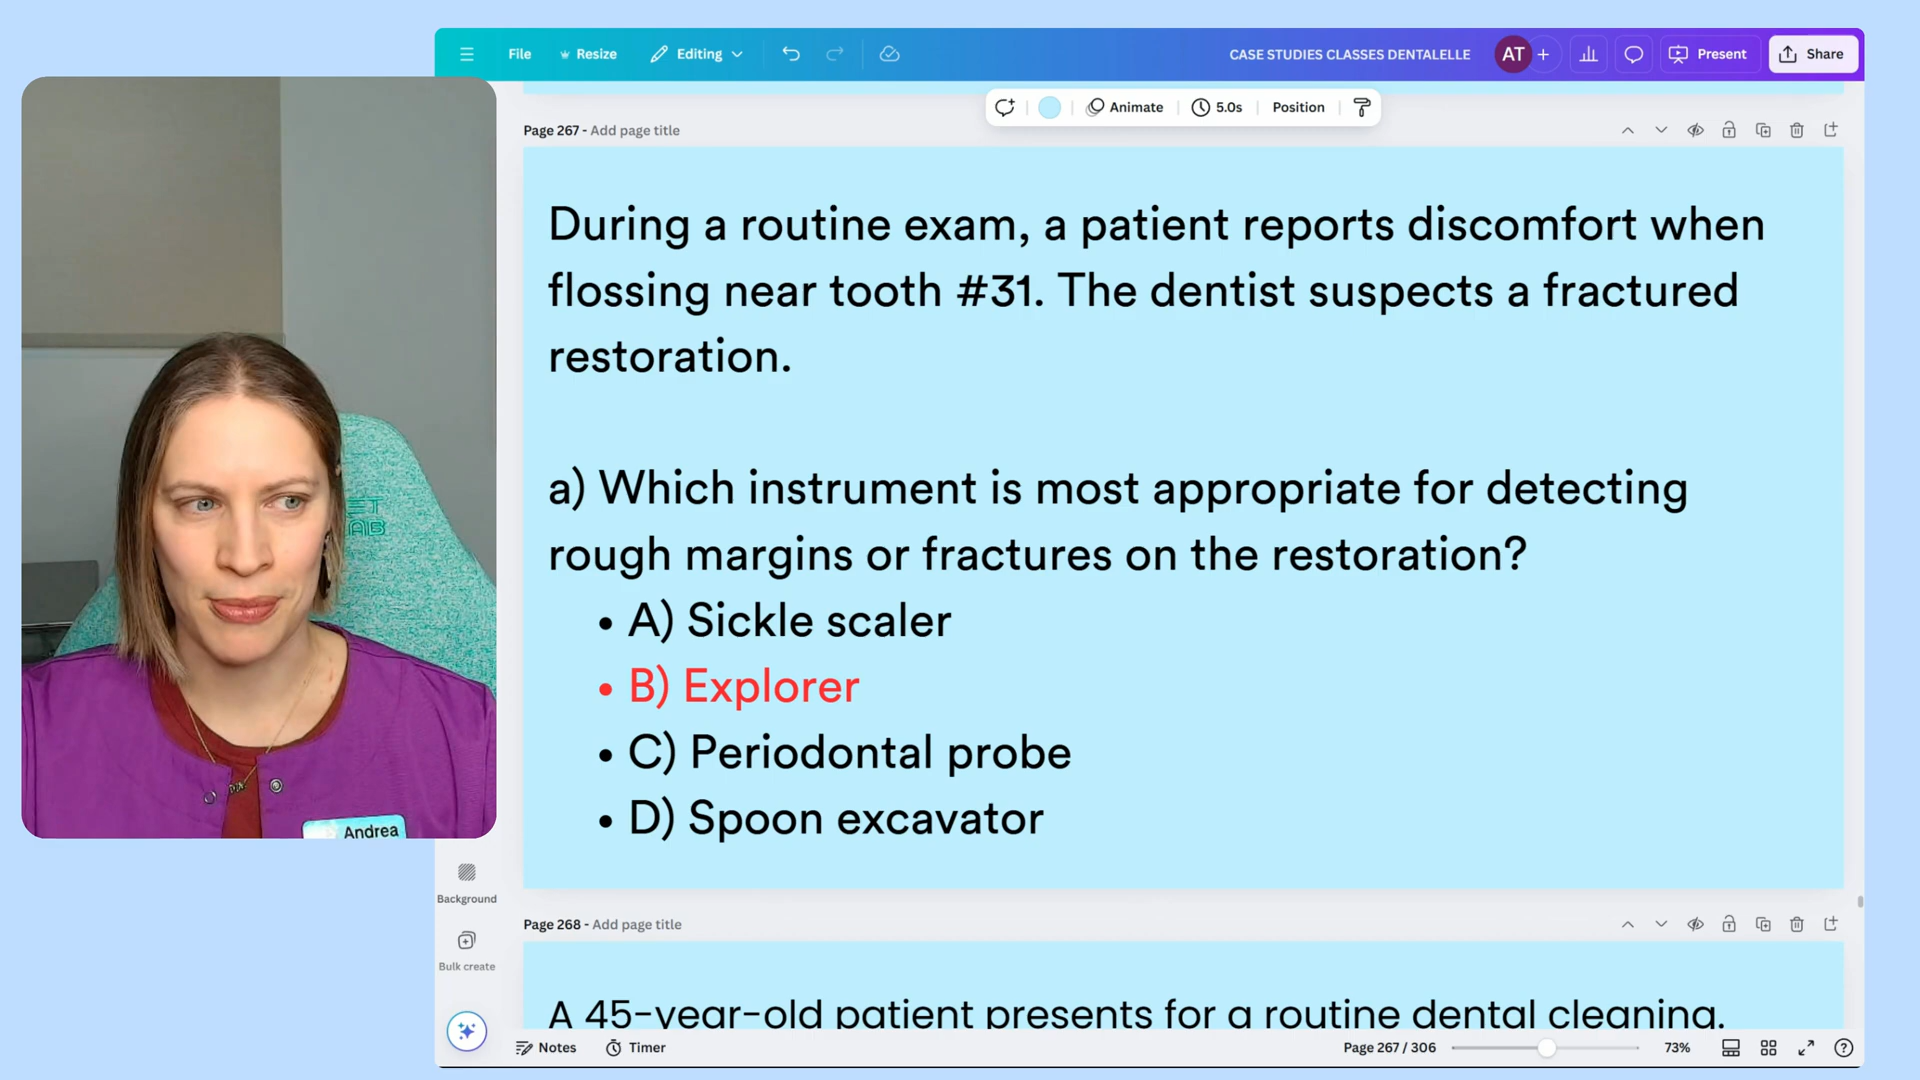 File Resize Editing CASE STUDIES CLASSES DENTALELLE AT Present Share
Animate 5.0s Position
Page 267 - Add page title
During a routine exam, a patient reports discomfort when
flossing near tooth #31. The dentist suspects a fractured
restoration.
a) Which instrument is most appropriate for detecting
rough margins or fractures on the restoration?
• A) Sickle scaler
• B) Explorer
• C) Periodontal probe
• D) Spoon excavator
Andrea
Background
Page 268 - Add page title
Bulk create
A 45-year-old patient presents for a routine dental cleaning.
Notes Timer Page 267 / 306 73%